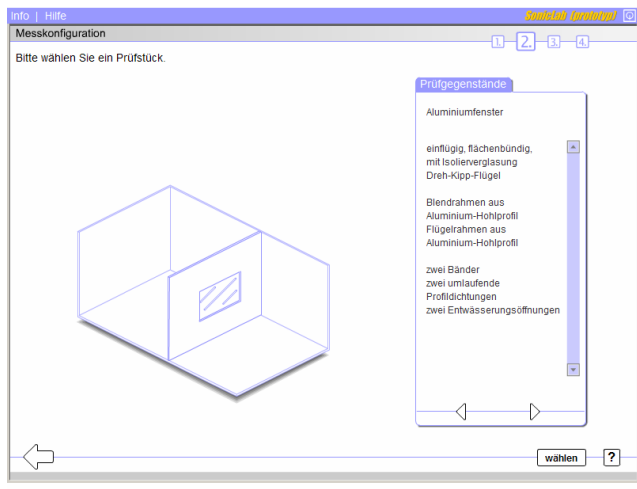 Info | Hilfe
Soniclab (prototyp)
Messkonfiguration
1. 2. 3. 4.
Bitte wählen Sie ein Prüfstück.
Prüfgegenstände
Aluminiumfenster
einflügig, flächenbündig,
mit Isolierverglasung
Dreh-Kipp-Flügel
Blendrahmen aus
Aluminium-Hohlprofil
Flügelrahmen aus
Aluminium-Hohlprofil
zwei Bänder
zwei umlaufende
Profildichtungen
zwei Entwässerungsöffnungen
wählen
?